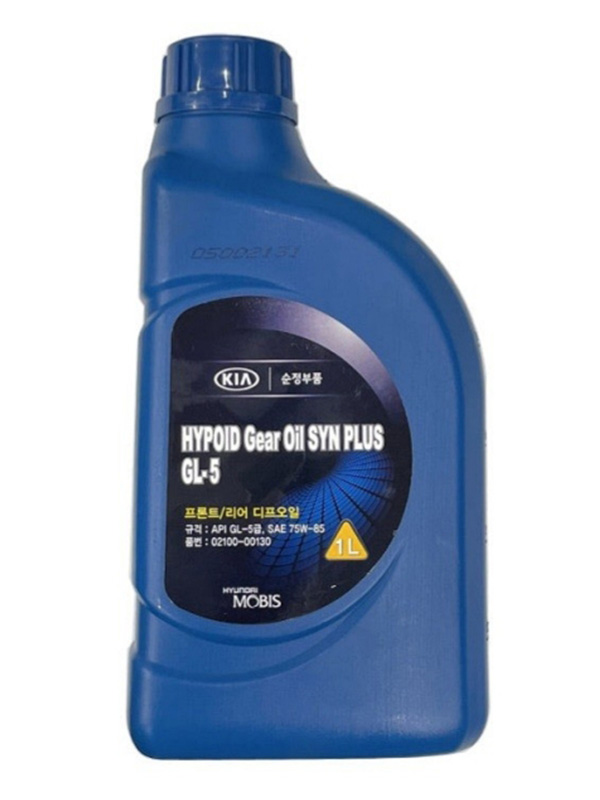 05002131
KIA 순정부품
HYPOID Gear Oil SYN PLUS
GL-5
프론트/리어 디프오일
규격 : API GL-5급, SAE 75W-85
품번 : 02100-00130
1 L
HYUNDAI
MOBIS